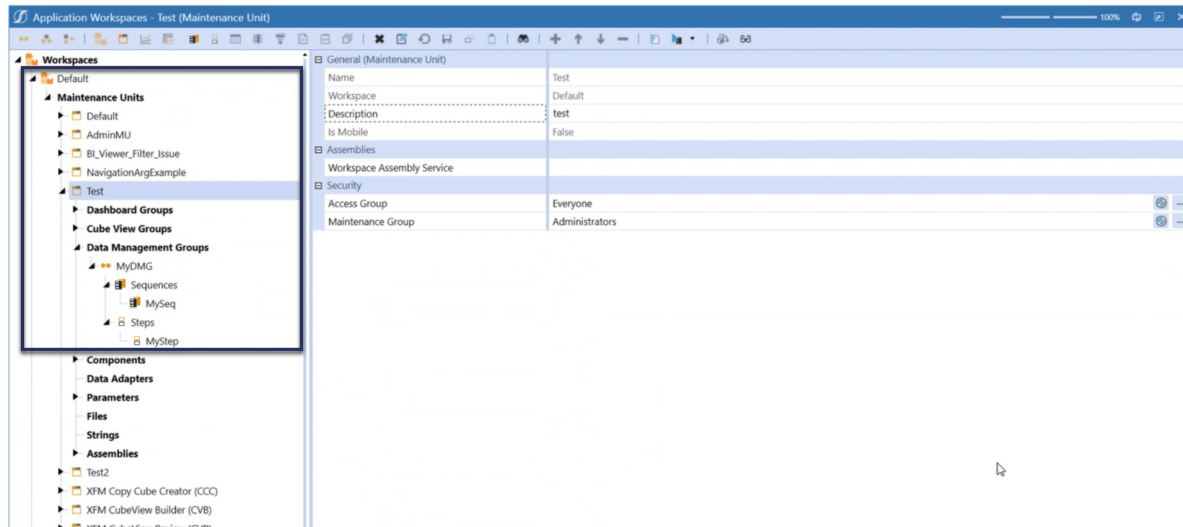 Application Workspaces - Test (Maintenance Unit)
100%
Workspaces
Default
Maintenance Units
Default
AdminMU
BI_Viewer_Filter_Issue
NavigationArgExample
Test
Dashboard Groups
Cube View Groups
Data Management Groups
MyDMG
Sequences
MySeq
Steps
MyStep
Components
Data Adapters
Parameters
Files
Strings
Assemblies
Test2
XFM Copy Cube Creator (CCC)
XFM CubeView Builder (CVB)
General (Maintenance Unit)
Name Test
Workspace Default
Description test
Is Mobile False
Assemblies
Workspace Assembly Service
Security
Access Group Everyone
Maintenance Group Administrators